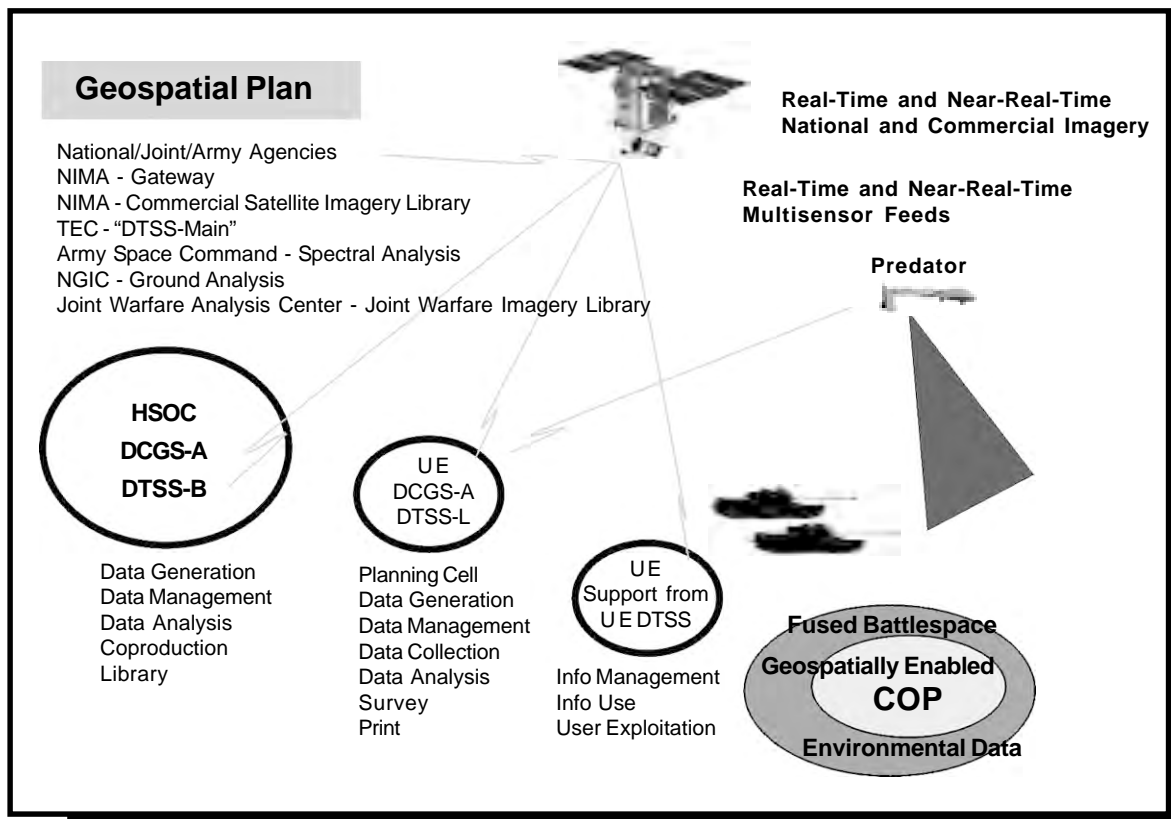 Geospatial Plan
National/Joint/Army Agencies
NIMA - Gateway
NIMA - Commercial Satellite Imagery Library
TEC - “DTSS-Main”
Army Space Command - Spectral Analysis
NGIC - Ground Analysis
Joint Warfare Analysis Center - Joint Warfare Imagery Library
Real-Time and Near-Real-Time
National and Commercial Imagery
Real-Time and Near-Real-Time
Multisensor Feeds
Predator
HSOC
DCGS-A
DTSS-B
Data Generation
Data Management
Data Analysis
Coproduction
Library
UE
DCGS-A
DTSS-L
Planning Cell
Data Generation
Data Management
Data Collection
Data Analysis
Survey
Print
UE
Support from
UE DTSS
Info Management
Info Use
User Exploitation
Fused Battlespace
Geospatially Enabled
COP
Environmental Data